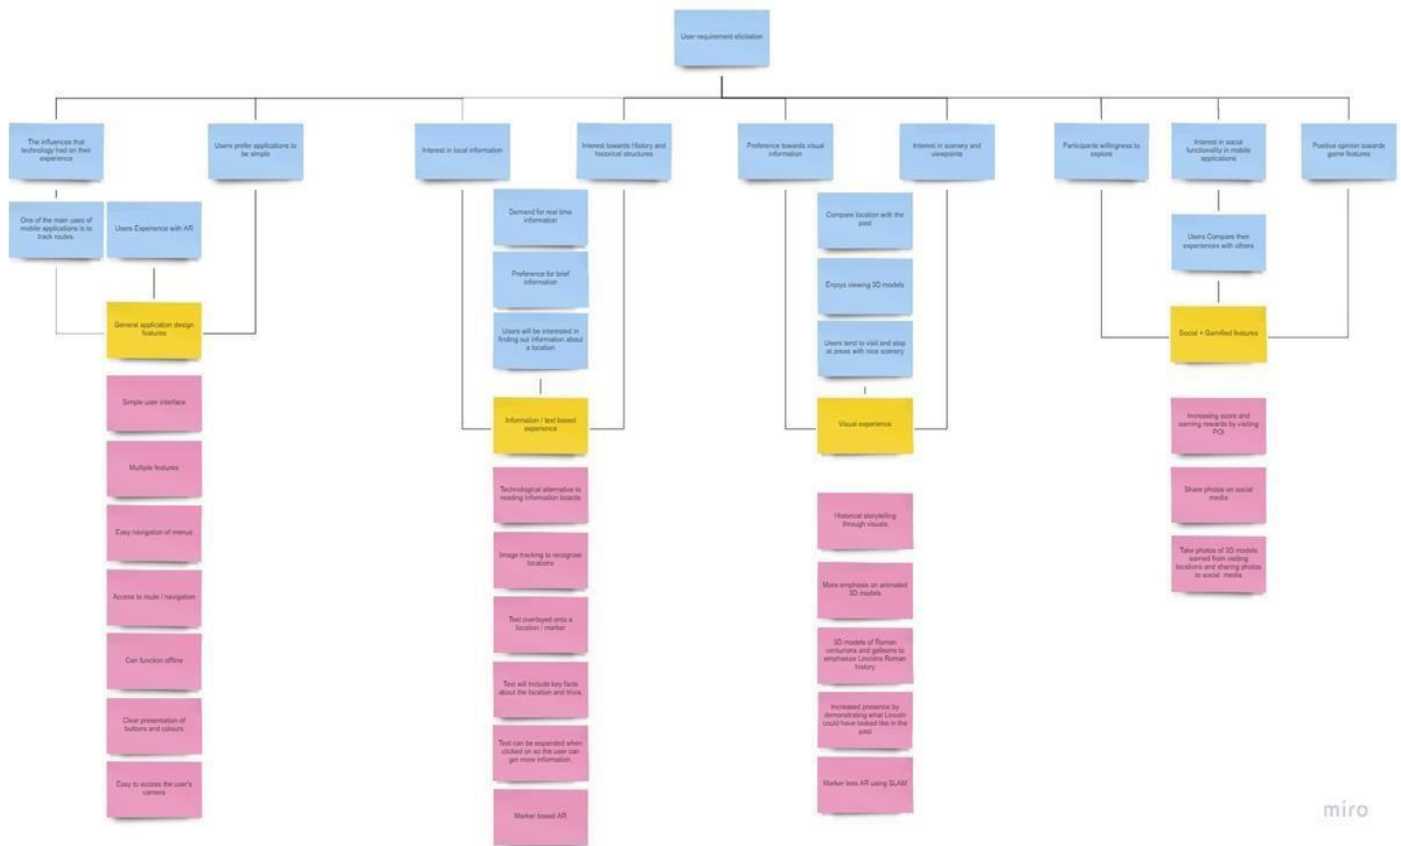 User requirement elicitation
The influences that
technology had on their
experience
Users prefer applications to
be simple
Interest in local information
Interest towards History and
historical structures
Preference towards visual
information
Interest in scenery and
viewpoints
Participants willingness to
explore
Interest in social
functionality in mobile
applications
Positive opinion towards
game features
One of the main uses of
mobile applications is to
track routes.
Users Experience with AR
General application design
features
Simple user interface
Multiple features
Easy navigation of menus
Access to route / navigation
Can function offline
Clear presentation of
buttons and colours
Easy to access the user's
camera
Demand for real time
information
Preference for brief
information
Users will be interested in
finding out information about
a location
Information / text based
experience
Technological alternative to
reading information boards
Image tracking to recognise
locations
Text overlayed onto a
location / marker
Text will include key facts
about the location and trivia.
Text can be expanded when
clicked on so the user can
get more information.
Marker based AR
Compare location with the
past
Enjoys viewing 3D models
Users tend to visit and stop
at areas with nice scenery
Visual experience
Historical storytelling
through visuals
More emphasis on animated
3D models
3D models of Roman
centurions and galleons to
emphasize Lincolns Roman
history
Increased presence by
demonstrating what Lincoln
could have looked like in the
past
Marker less AR using SLAM
Users Compare their
experiences with others
Social + Gamified features
Increasing score and
earning rewards by visiting
POI
Share photos on social
media
Take photos of 3D models
earned from visiting
locations and sharing photos
to social media
miro